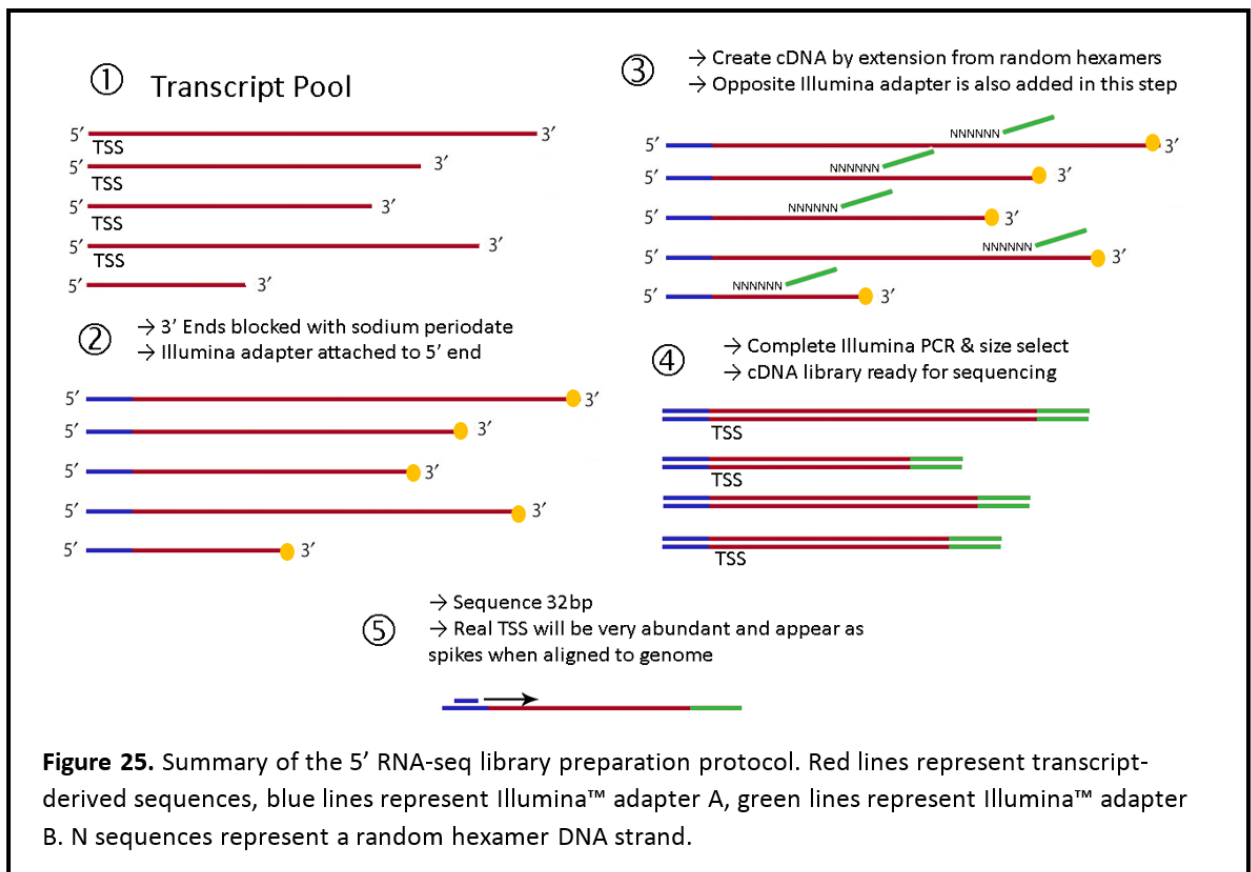 ① Transcript Pool
5′ 3′
TSS
5′ 3′
TSS
5′ 3′
TSS
5′ 3′
TSS
5′ 3′
② → 3′ Ends blocked with sodium periodate
→ Illumina adapter attached to 5′ end
5′ 3′
5′ 3′
5′ 3′
5′ 3′
5′ 3′
③ → Create cDNA by extension from random hexamers
→ Opposite Illumina adapter is also added in this step
NNNNNN
5′ 3′
NNNNNN
5′ 3′
NNNNNN
5′ 3′
NNNNNN
5′ 3′
NNNNNN
5′ 3′
④ → Complete Illumina PCR & size select
→ cDNA library ready for sequencing
TSS
TSS
TSS
⑤ → Sequence 32bp
→ Real TSS will be very abundant and appear as
spikes when aligned to genome
Figure 25. Summary of the 5′ RNA-seq library preparation protocol. Red lines represent transcript-
derived sequences, blue lines represent Illumina™ adapter A, green lines represent Illumina™ adapter
B. N sequences represent a random hexamer DNA strand.